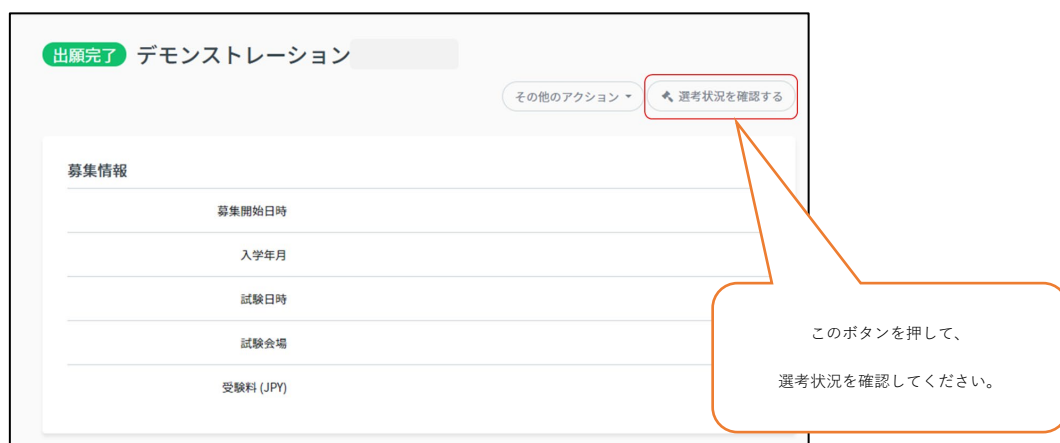 出願完了 デモンストレーション
その他のアクション 選考状況を確認する
募集情報
募集開始日時
入学年月
試験日時
試験会場
受験料 (JPY)
このボタンを押して、
選考状況を確認してください。